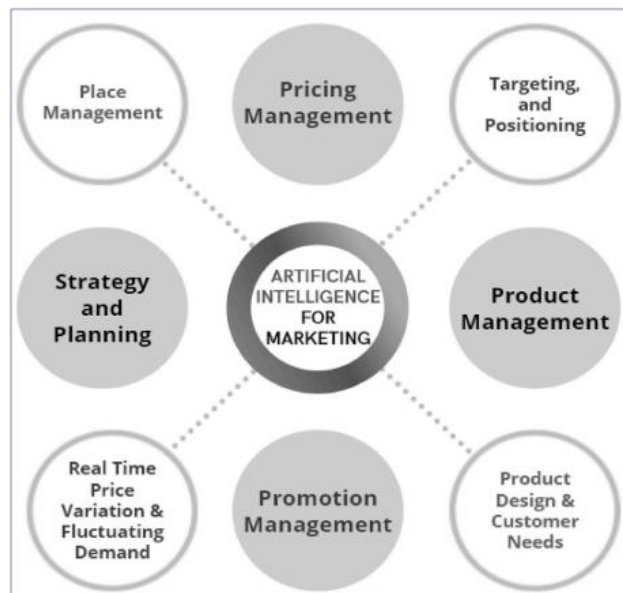 Place
Management
Pricing
Management
Targeting,
and
Positioning
Strategy
and
Planning
ARTIFICIAL
INTELLIGENCE
FOR
MARKETING
Product
Management
Real Time
Price
Variation &
Fluctuating
Demand
Promotion
Management
Product
Design &
Customer
Needs